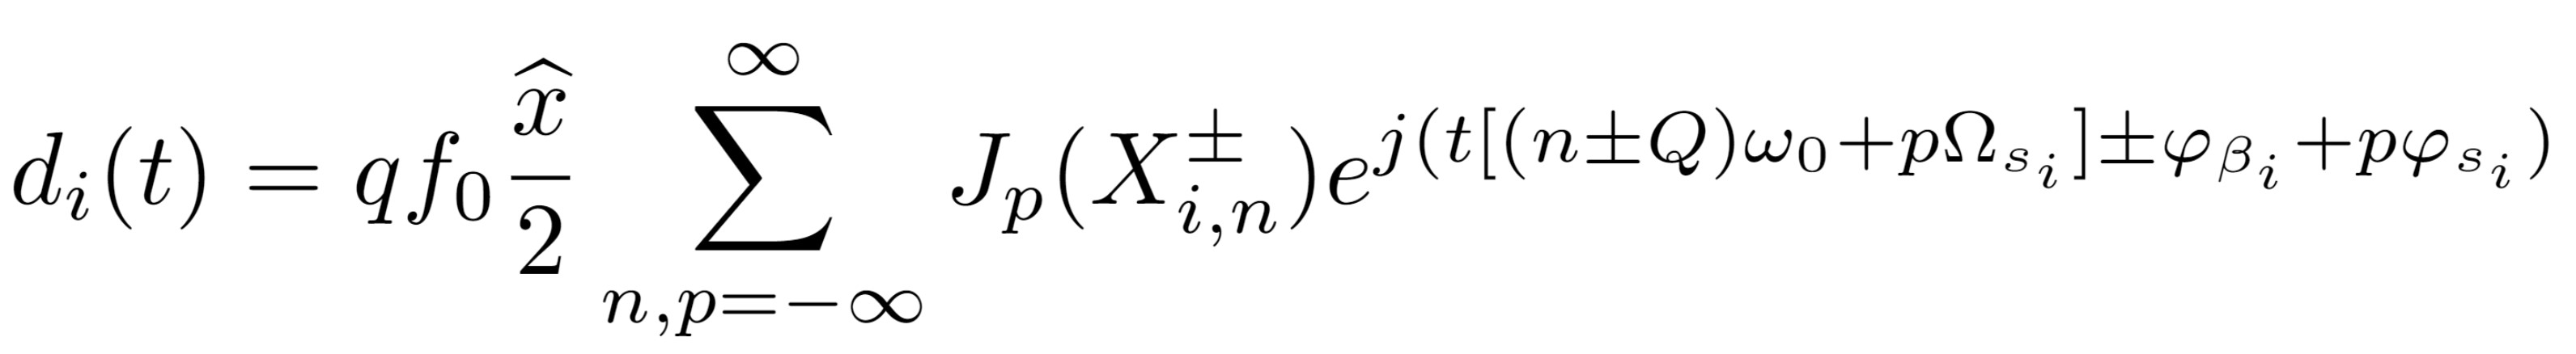 $d_i(t) = q f_0 \frac{\widehat{x}}{2} \sum_{n,p=-\infty}^{\infty} J_p(X_{i,n}^{\pm}) e^{j(t[(n \pm Q)\omega_0 + p\Omega_{s_i}] \pm \varphi_{\beta_i} + p\varphi_{s_i})}$